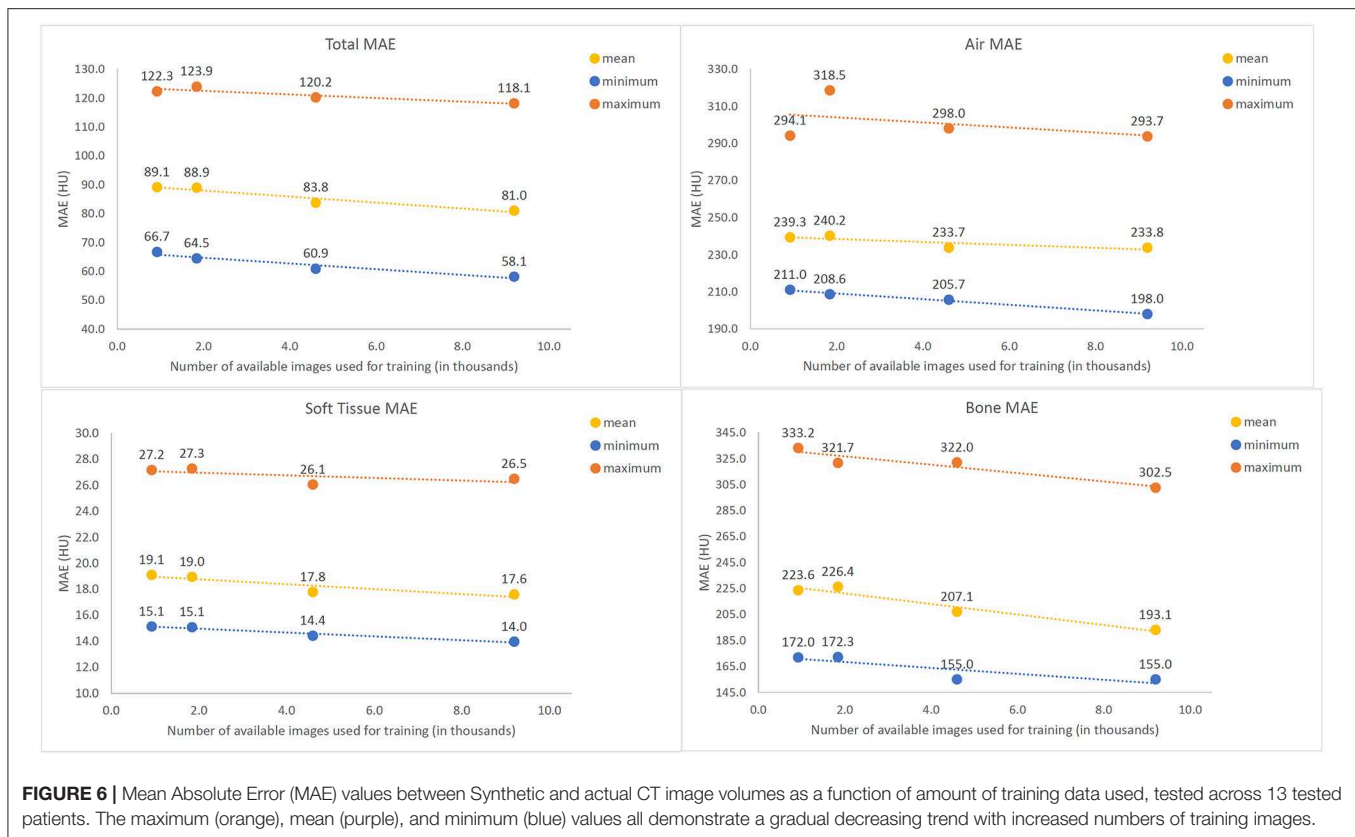 Total MAE
mean
minimum
maximum
MAE (HU)
130.0
120.0
110.0
100.0
90.0
80.0
70.0
60.0
50.0
40.0
122.3
123.9
120.2
118.1
89.1
88.9
83.8
81.0
66.7
64.5
60.9
58.1
0.0 2.0 4.0 6.0 8.0 10.0
Number of available images used for training (in thousands)
Air MAE
mean
minimum
maximum
MAE (HU)
330.0
310.0
290.0
270.0
250.0
230.0
210.0
190.0
294.1
318.5
298.0
293.7
239.3
240.2
233.7
233.8
211.0
208.6
205.7
198.0
0.0 2.0 4.0 6.0 8.0 10.0
Number of available images used for training (in thousands)
Soft Tissue MAE
mean
minimum
maximum
MAE (HU)
30.0
28.0
26.0
24.0
22.0
20.0
18.0
16.0
14.0
12.0
10.0
27.2
27.3
26.1
26.5
19.1
19.0
17.8
17.6
15.1
15.1
14.4
14.0
0.0 2.0 4.0 6.0 8.0 10.0
Number of available images used for training (in thousands)
Bone MAE
mean
minimum
maximum
MAE (HU)
345.0
325.0
305.0
285.0
265.0
245.0
225.0
205.0
185.0
165.0
145.0
333.2
321.7
322.0
302.5
223.6
226.4
207.1
193.1
172.0
172.3
155.0
155.0
0.0 2.0 4.0 6.0 8.0 10.0
Number of available images used for training (in thousands)
FIGURE 6 | Mean Absolute Error (MAE) values between Synthetic and actual CT image volumes as a function of amount of training data used, tested across 13 tested
patients. The maximum (orange), mean (purple), and minimum (blue) values all demonstrate a gradual decreasing trend with increased numbers of training images.